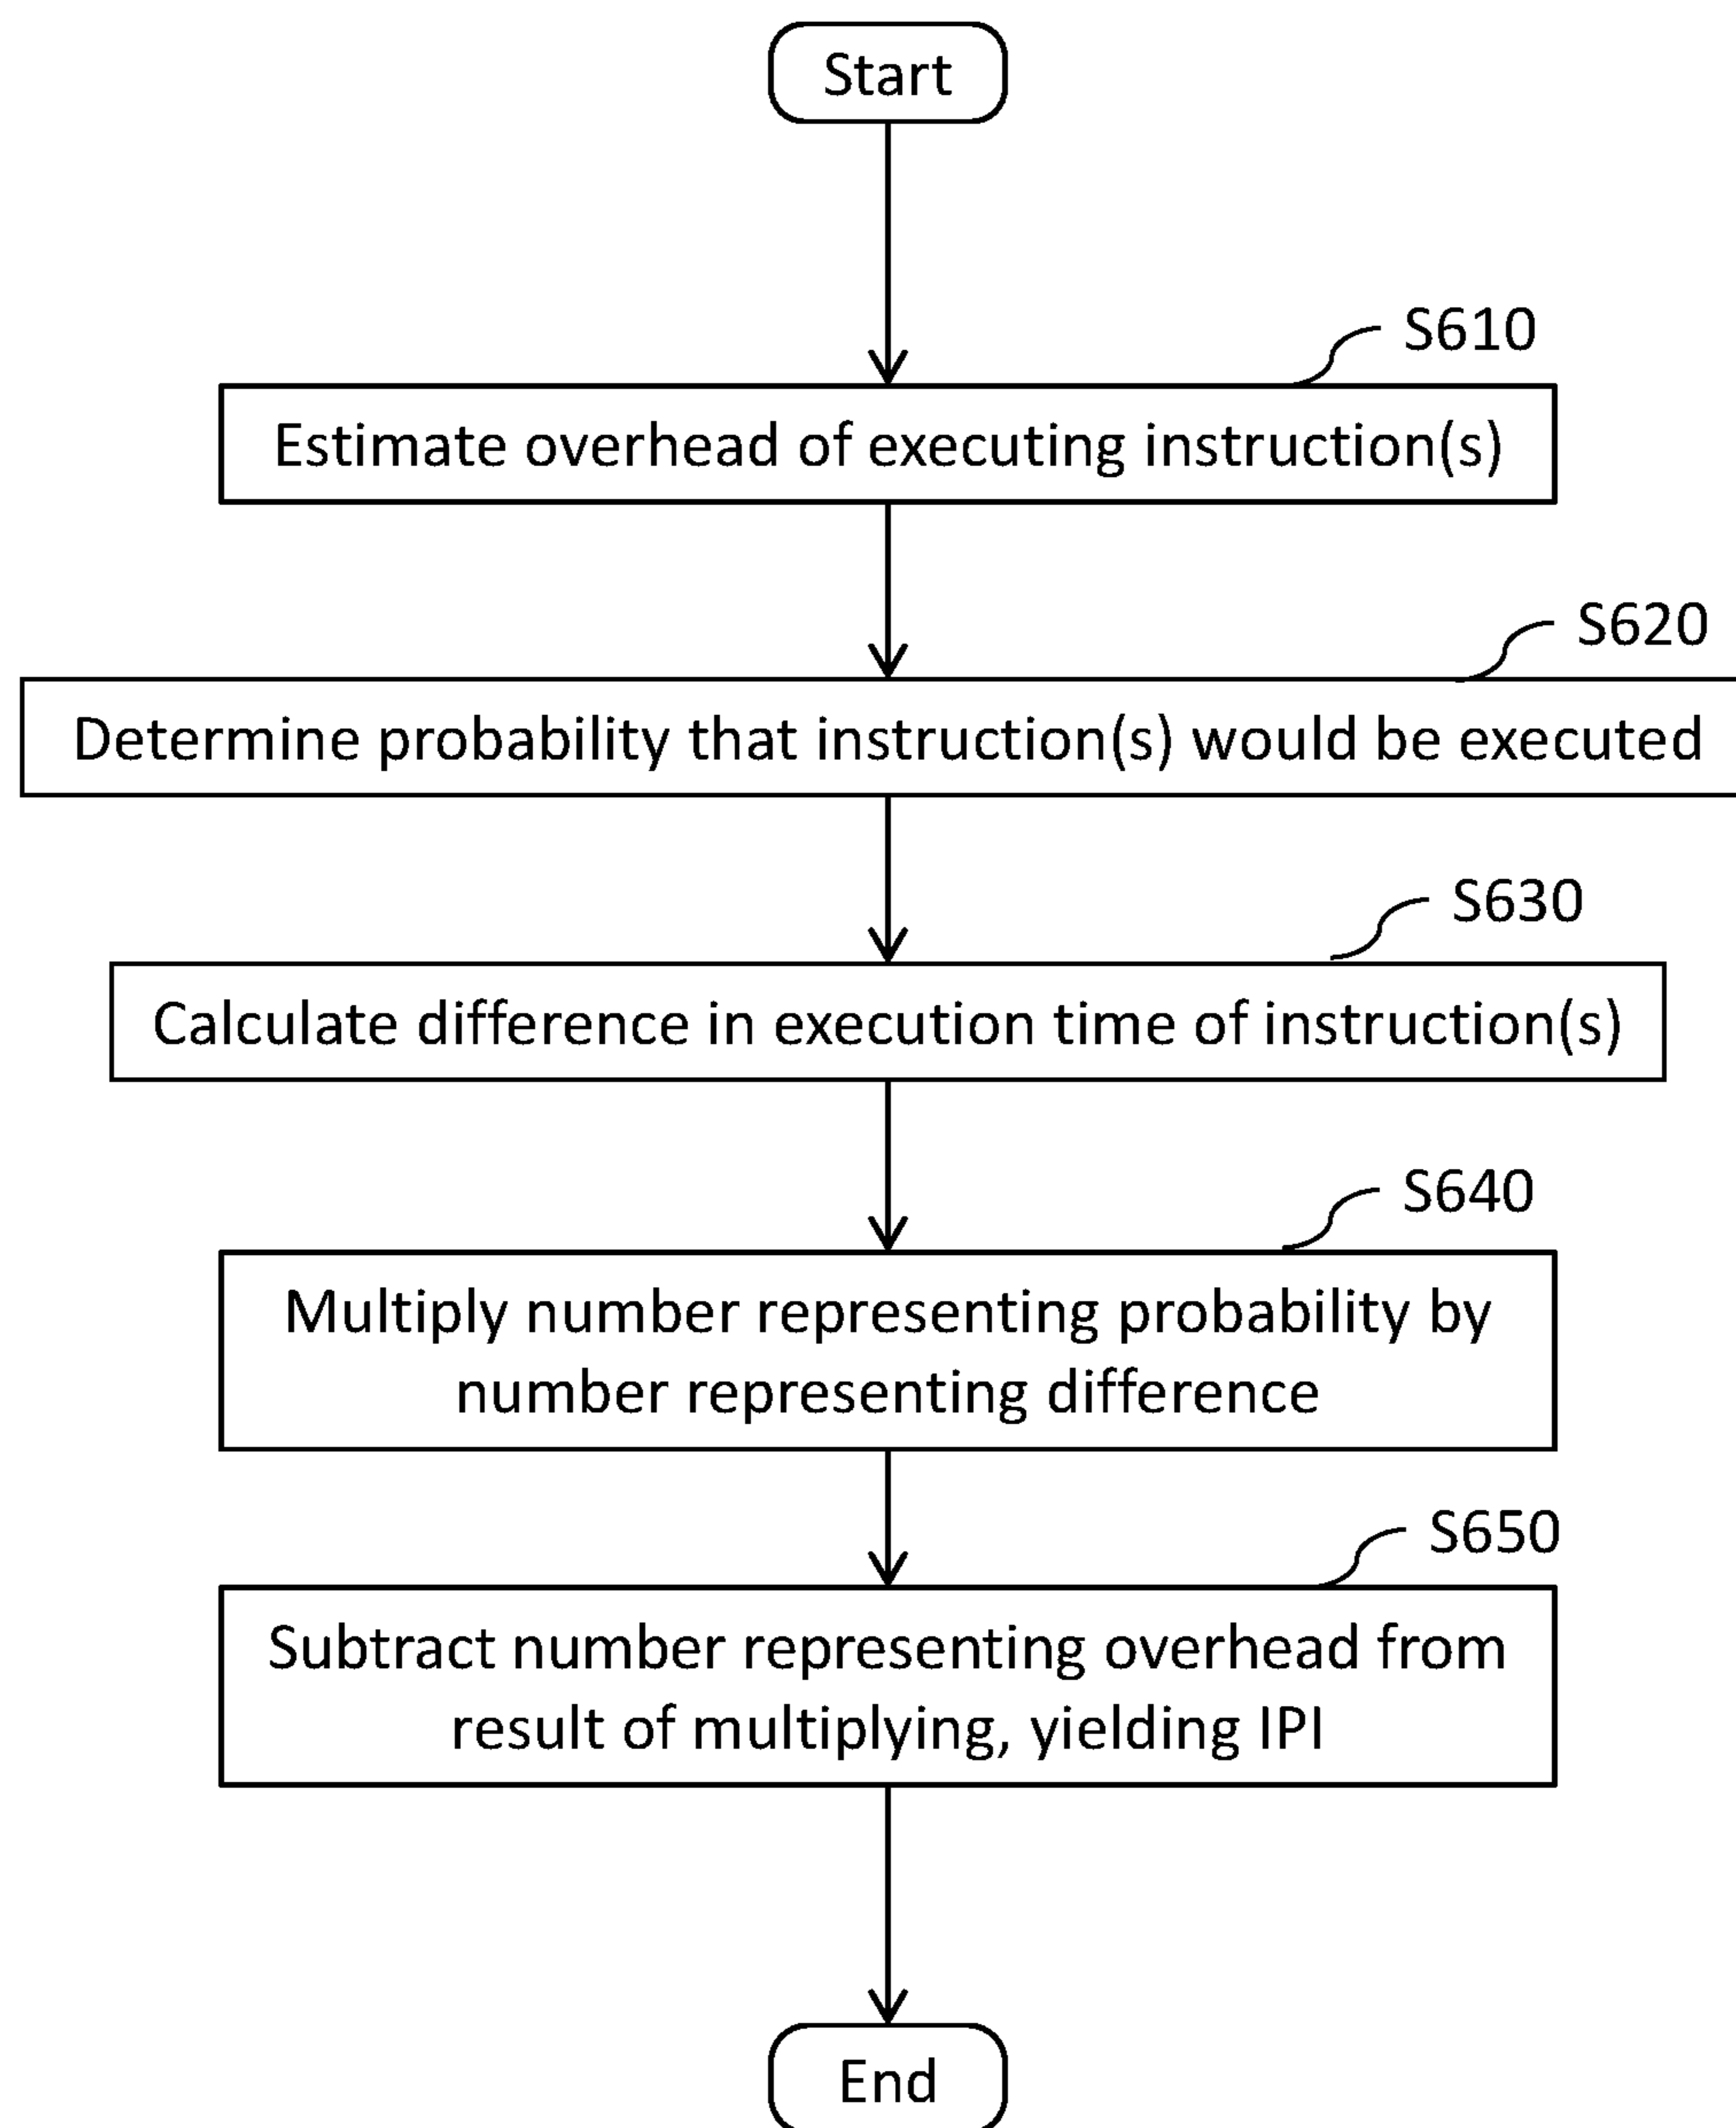 Start
S610
Estimate overhead of executing instruction(s)
S620
Determine probability that instruction(s) would be executed
S630
Calculate difference in execution time of instruction(s)
S640
Multiply number representing probability by
number representing difference
S650
Subtract number representing overhead from
result of multiplying, yielding IPI
End